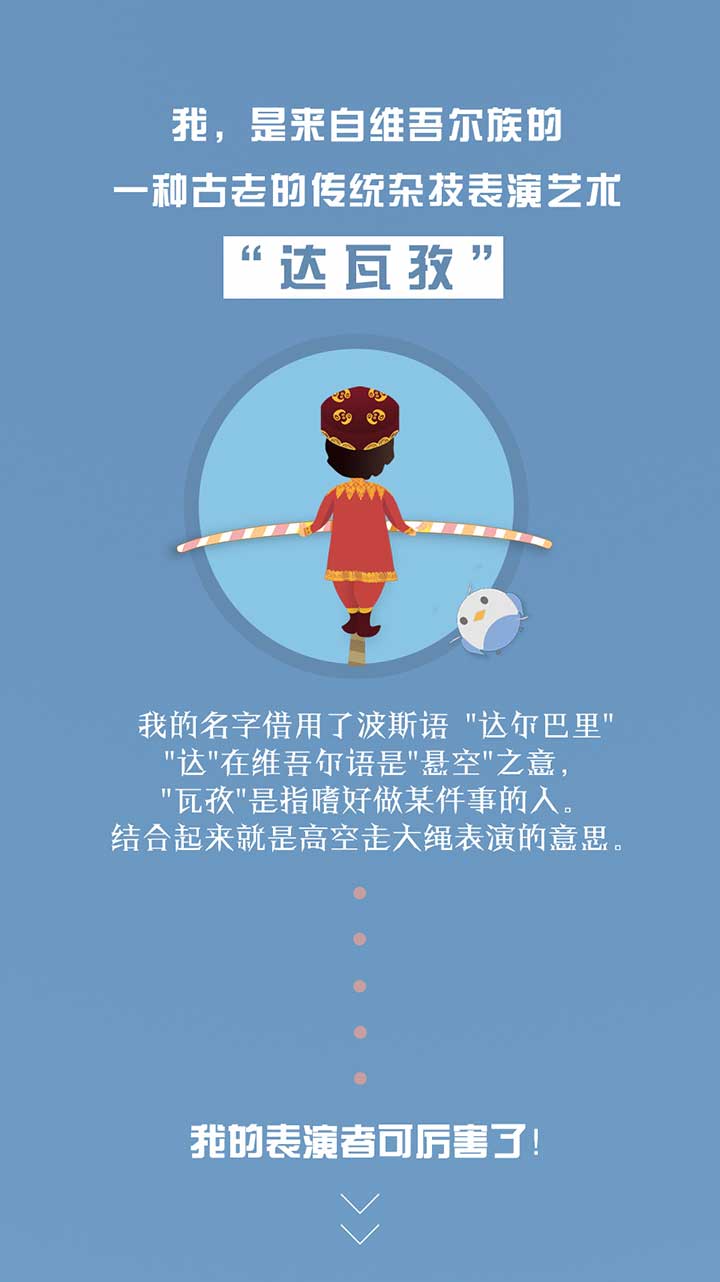 我，是来自维吾尔族的
一种古老的传统杂技表演艺术
“达瓦孜”
我的名字借用了波斯语 "达尔巴里"
"达"在维吾尔语是"悬空"之意，
"瓦孜"是指嗜好做某件事的人。
结合起来就是高空走大绳表演的意思。
我的表演者可厉害了！